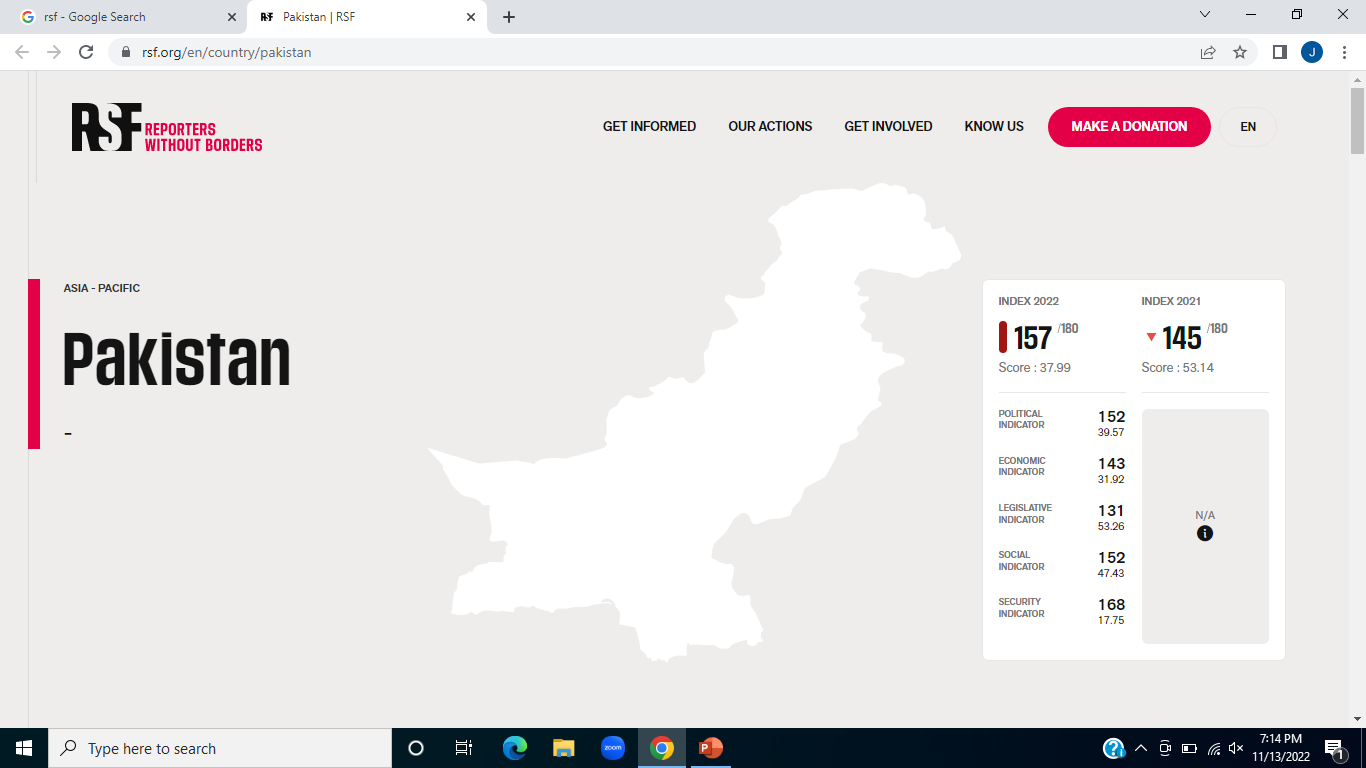 rsf - Google Search
Pakistan | RSF
rsf.org/en/country/pakistan
J
RSF REPORTERS
WITHOUT BORDERS
GET INFORMED
OUR ACTIONS
GET INVOLVED
KNOW US
MAKE A DONATION
EN
ASIA - PACIFIC
Pakistan
-
INDEX 2022
157 /180
Score : 37.99
INDEX 2021
145 /180
Score : 53.14
POLITICAL
INDICATOR
152
39.57
ECONOMIC
INDICATOR
143
31.92
LEGISLATIVE
INDICATOR
131
53.26
SOCIAL
INDICATOR
152
47.43
SECURITY
INDICATOR
168
17.75
N/A
i
Type here to search
zoom
P
7:14 PM
11/13/2022
1